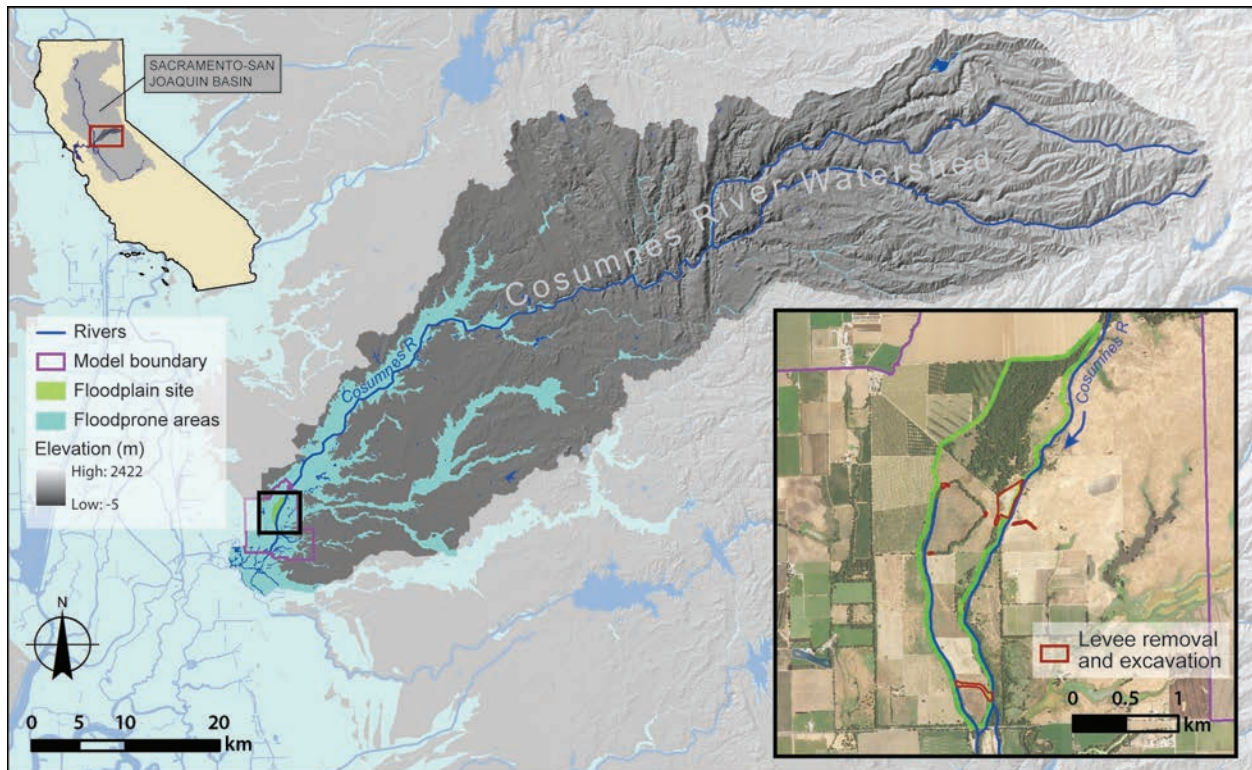 SACRAMENTO-SAN
JOAQUIN BASIN
Cosumnes River Watershed
Cosumnes R
Rivers
Model boundary
Floodplain site
Floodprone areas
Elevation (m)
High: 2422
Low: -5
N
0 5 10 20
km
Cosumnes R
Levee removal
and excavation
0 0.5 1
km